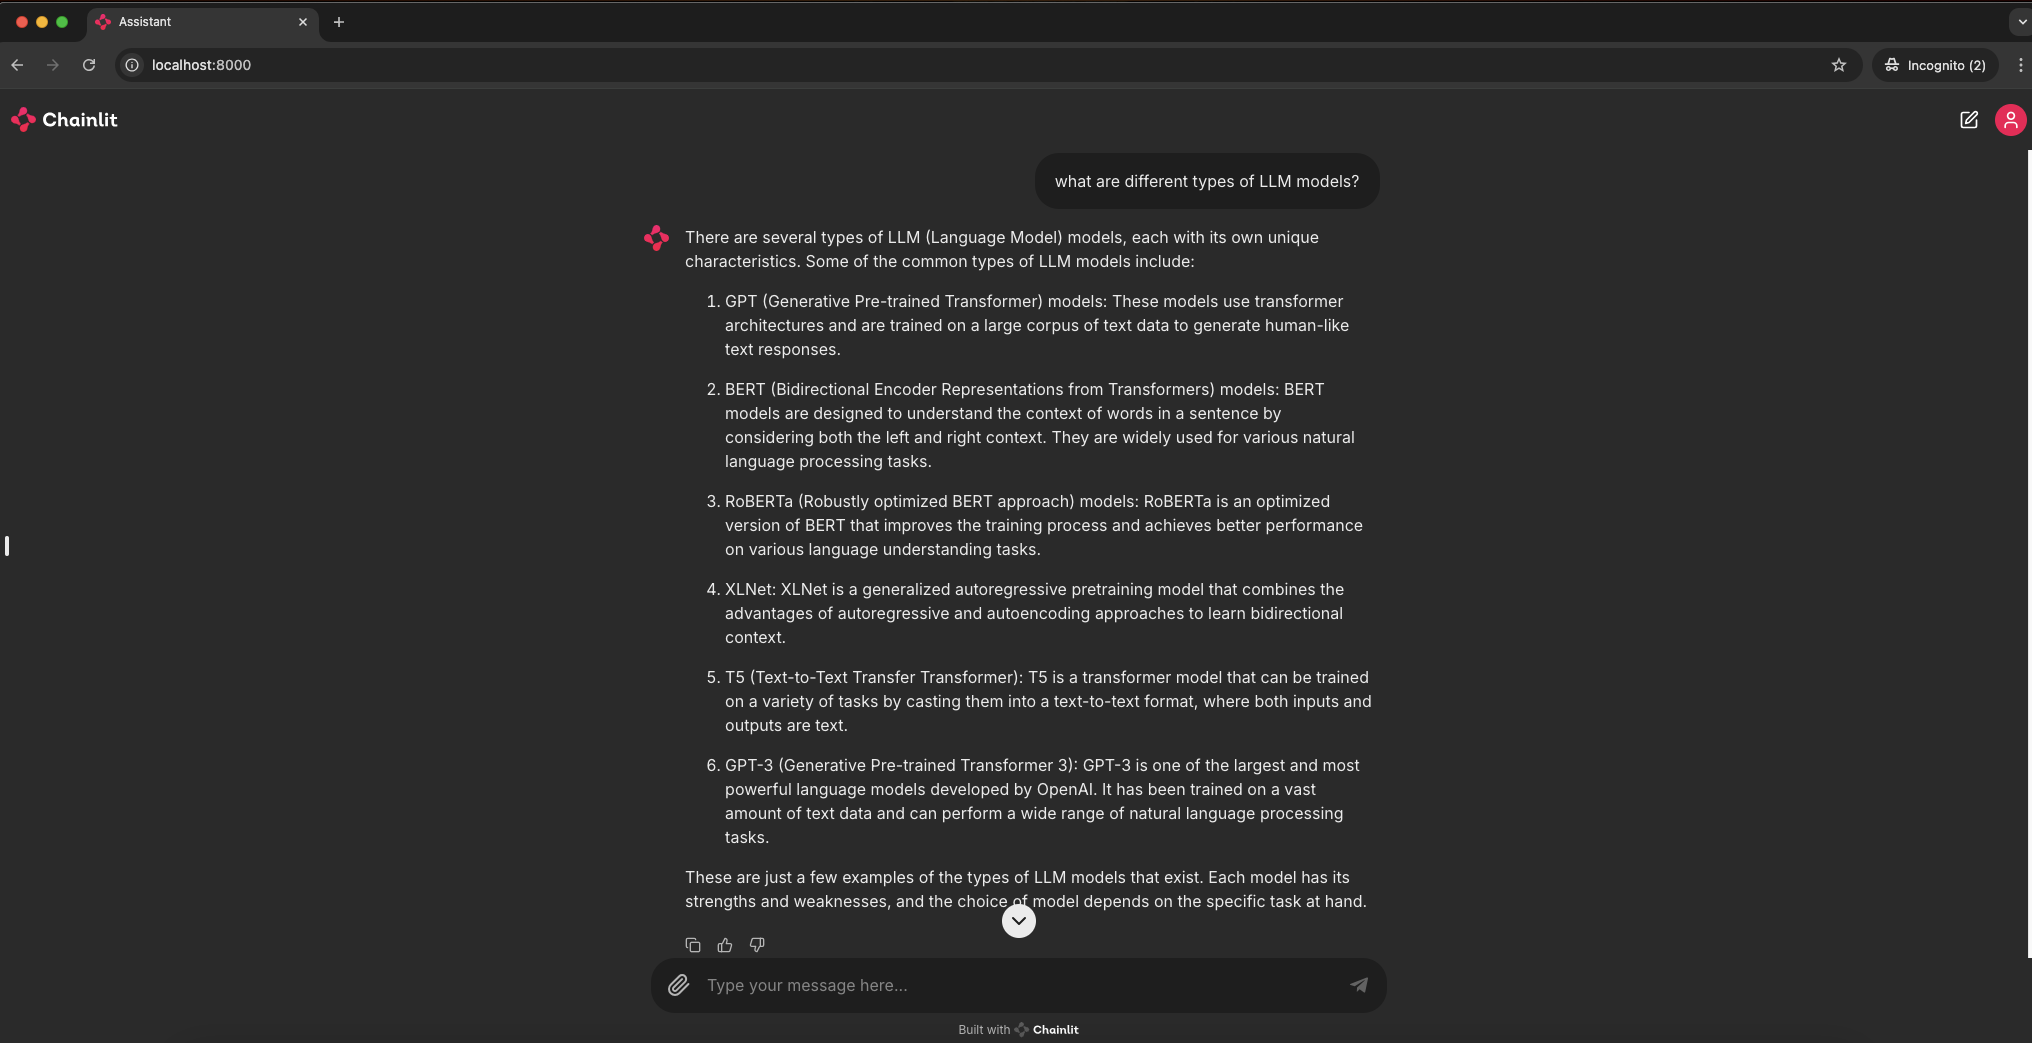 Assistant
localhost:8000
Incognito (2)
Chainlit
what are different types of LLM models?
There are several types of LLM (Language Model) models, each with its own unique
characteristics. Some of the common types of LLM models include:
1. GPT (Generative Pre-trained Transformer) models: These models use transformer
architectures and are trained on a large corpus of text data to generate human-like
text responses.
2. BERT (Bidirectional Encoder Representations from Transformers) models: BERT
models are designed to understand the context of words in a sentence by
considering both the left and right context. They are widely used for various natural
language processing tasks.
3. RoBERTa (Robustly optimized BERT approach) models: RoBERTa is an optimized
version of BERT that improves the training process and achieves better performance
on various language understanding tasks.
4. XLNet: XLNet is a generalized autoregressive pretraining model that combines the
advantages of autoregressive and autoencoding approaches to learn bidirectional
context.
5. T5 (Text-to-Text Transfer Transformer): T5 is a transformer model that can be trained
on a variety of tasks by casting them into a text-to-text format, where both inputs and
outputs are text.
6. GPT-3 (Generative Pre-trained Transformer 3): GPT-3 is one of the largest and most
powerful language models developed by OpenAI. It has been trained on a vast
amount of text data and can perform a wide range of natural language processing
tasks.
These are just a few examples of the types of LLM models that exist. Each model has its
strengths and weaknesses, and the choice of model depends on the specific task at hand.
Type your message here...
Built with Chainlit